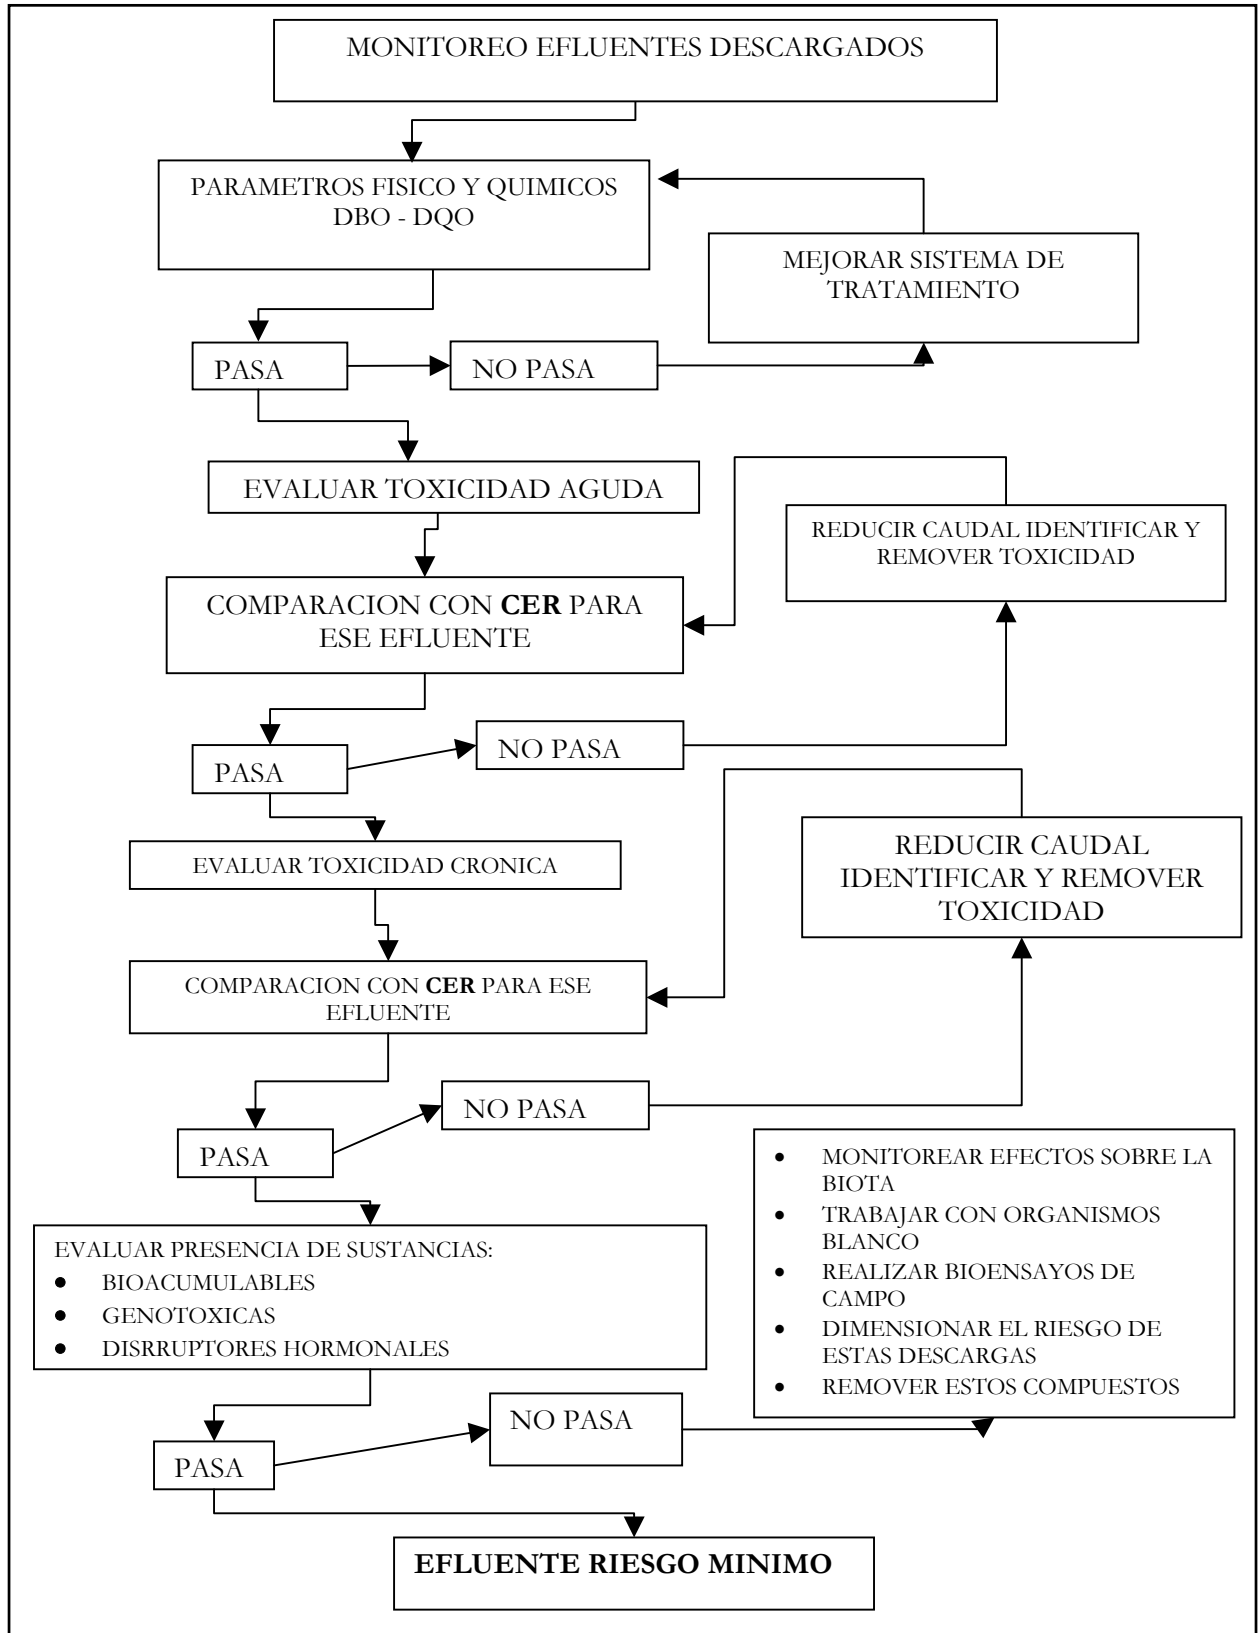 MONITOREO EFLUENTES DESCARGADOS
PARAMETROS FISICO Y QUIMICOS
DBO - DQO
MEJORAR SISTEMA DE
TRATAMIENTO
PASA
NO PASA
EVALUAR TOXICIDAD AGUDA
REDUCIR CAUDAL IDENTIFICAR Y
REMOVER TOXICIDAD
COMPARACION CON CER PARA
ESE EFLUENTE
PASA
NO PASA
EVALUAR TOXICIDAD CRONICA
REDUCIR CAUDAL
IDENTIFICAR Y REMOVER
TOXICIDAD
COMPARACION CON CER PARA ESE
EFLUENTE
PASA
NO PASA
EVALUAR PRESENCIA DE SUSTANCIAS:
● BIOACUMULABLES
● GENOTOXICAS
● DISRRUPTORES HORMONALES
• MONITOREAR EFECTOS SOBRE LA
BIOTA
• TRABAJAR CON ORGANISMOS
BLANCO
• REALIZAR BIOENSAYOS DE
CAMPO
• DIMENSIONAR EL RIESGO DE
ESTAS DESCARGAS
• REMOVER ESTOS COMPUESTOS
PASA
NO PASA
EFLUENTE RIESGO MINIMO